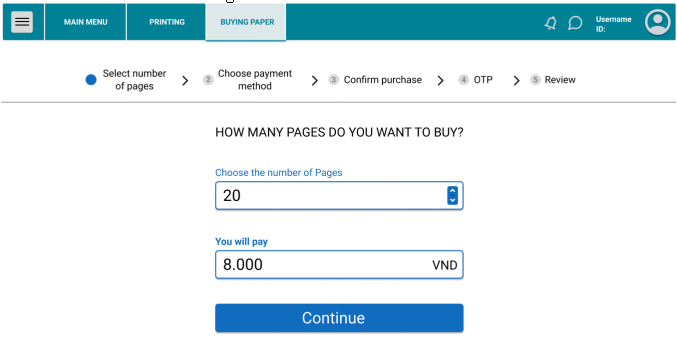 MAIN MENU
PRINTING
BUYING PAPER
Username
ID:
Select number
of pages
2 Choose payment
method
3 Confirm purchase
4 OTP
5 Review
HOW MANY PAGES DO YOU WANT TO BUY?
Choose the number of Pages
20
You will pay
8.000 VND
Continue